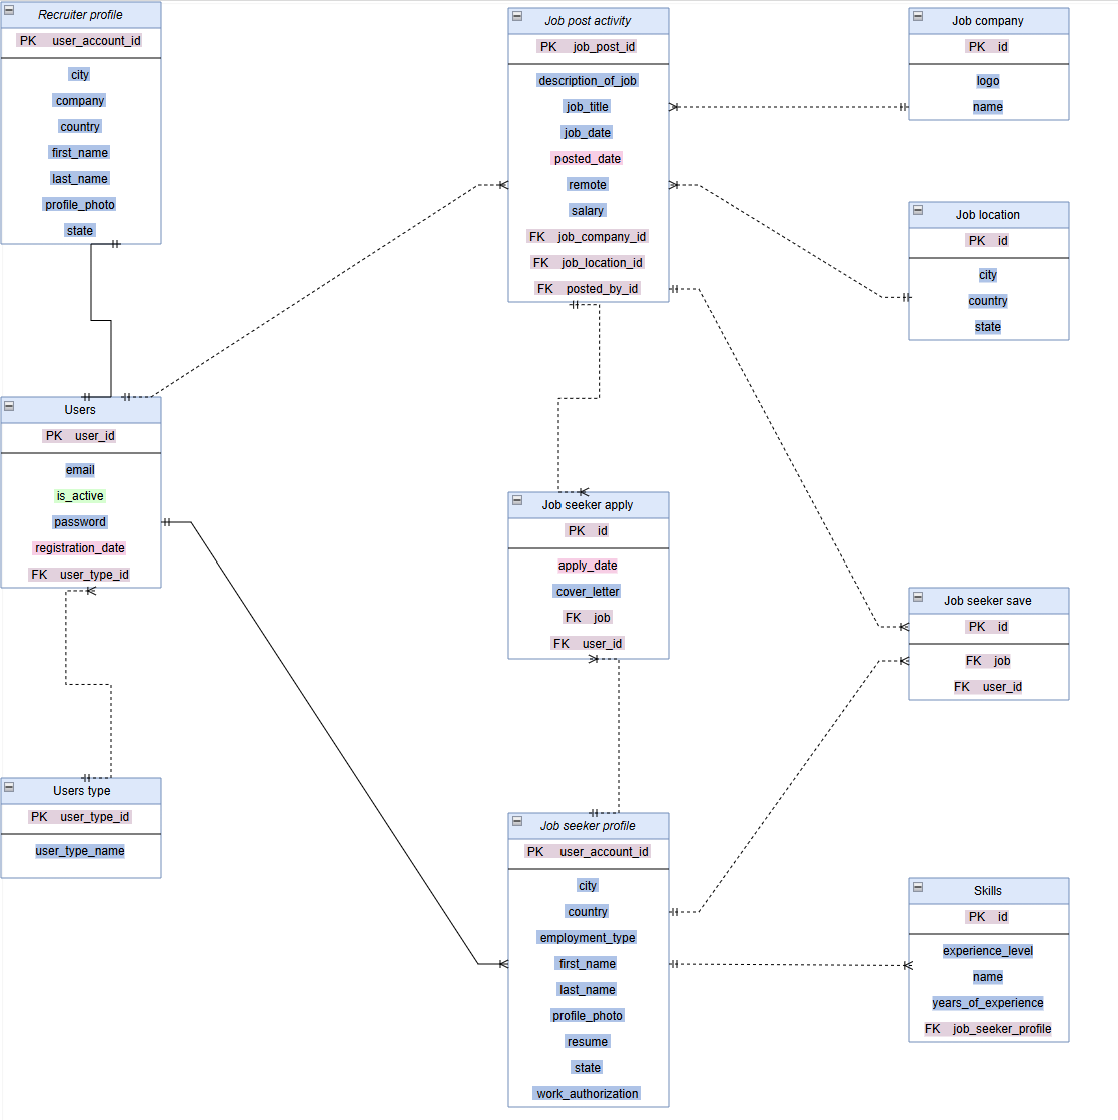 Recruiter profile
PK user_account_id
city
company
country
first_name
last_name
profile_photo
state
Job post activity
PK job_post_id
description_of_job
job_title
job_date
posted_date
remote
salary
FK job_company_id
FK job_location_id
FK posted_by_id
Job company
PK id
logo
name
Job location
PK id
city
country
state
Users
PK user_id
email
is_active
password
registration_date
FK user_type_id
Job seeker apply
PK id
apply_date
cover_letter
FK job
FK user_id
Job seeker save
PK id
FK job
FK user_id
Users type
PK user_type_id
user_type_name
Job seeker profile
PK user_account_id
city
country
employment_type
first_name
last_name
profile_photo
resume
state
work_authorization
Skills
PK id
experience_level
name
years_of_experience
FK job_seeker_profile